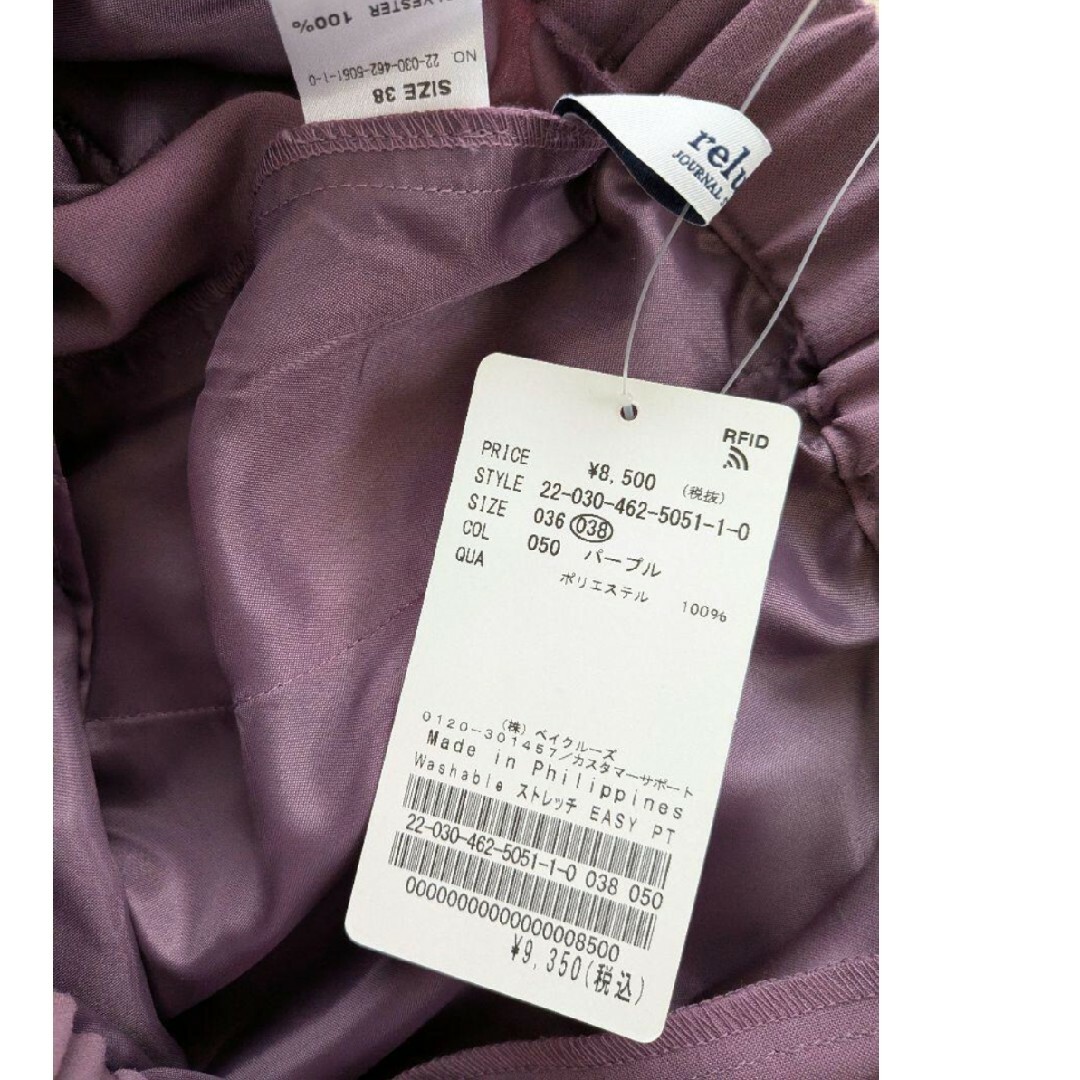 POLYESTER 100%
NO. 22-030-462-5051-1-0
SIZE 38
relu
JOURNAL S
RFID
PRICE ¥8,500 (税抜)
STYLE 22-030-462-5051-1-0
SIZE 036 038
COL 050 パープル
QUA ポリエステル 100%
(株) ベイクルーズ
0120-301457/カスタマーサポート
Made in Philippines
Washable ストレッチ EASY PT
22-030-462-5051-1-0 038 050
0000000000000008500
¥9,350(税込)